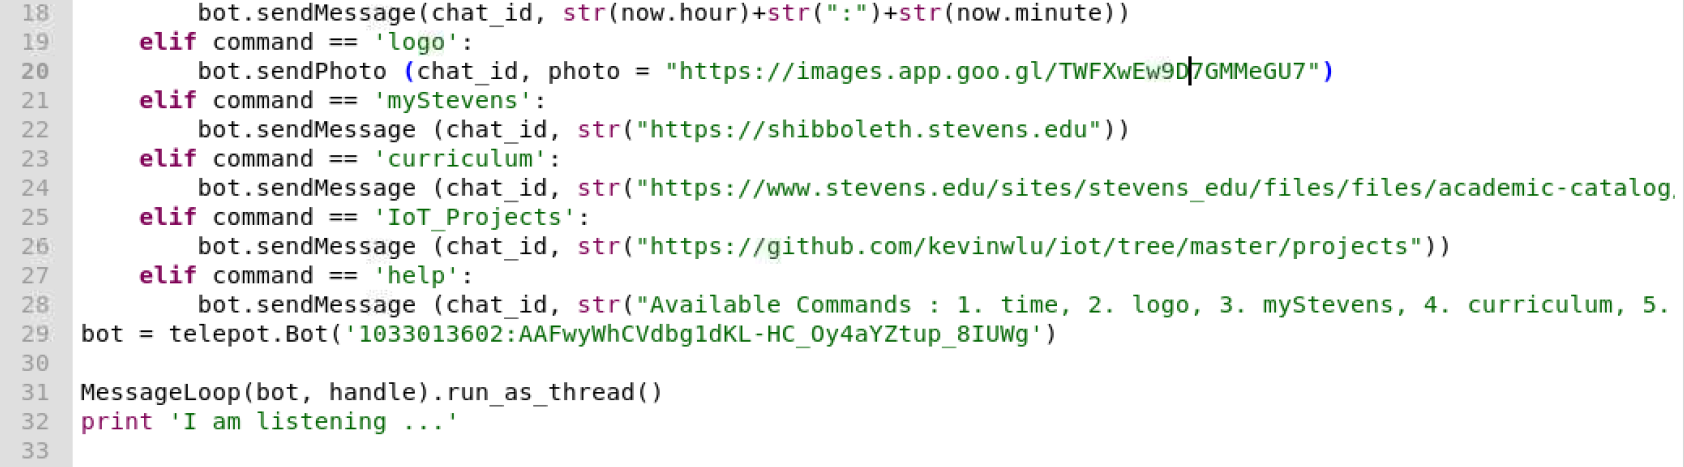 18 bot.sendMessage(chat_id, str(now.hour)+str(":")+str(now.minute))
19 elif command == 'logo':
20 bot.sendPhoto (chat_id, photo = "https://images.app.goo.gl/TWFXwEw9D7GMMeGU7")
21 elif command == 'myStevens':
22 bot.sendMessage (chat_id, str("https://shibboleth.stevens.edu"))
23 elif command == 'curriculum':
24 bot.sendMessage (chat_id, str("https://www.stevens.edu/sites/stevens_edu/files/files/academic-catalog
25 elif command == 'IoT_Projects':
26 bot.sendMessage (chat_id, str("https://github.com/kevinwlu/iot/tree/master/projects"))
27 elif command == 'help':
28 bot.sendMessage (chat_id, str("Available Commands : 1. time, 2. logo, 3. myStevens, 4. curriculum, 5.
29 bot = telepot.Bot('1033013602:AAFwyWhCVdbg1dKL-HC_Oy4aYZtup_8IUWg')
30
31 MessageLoop(bot, handle).run_as_thread()
32 print 'I am listening ...'
33